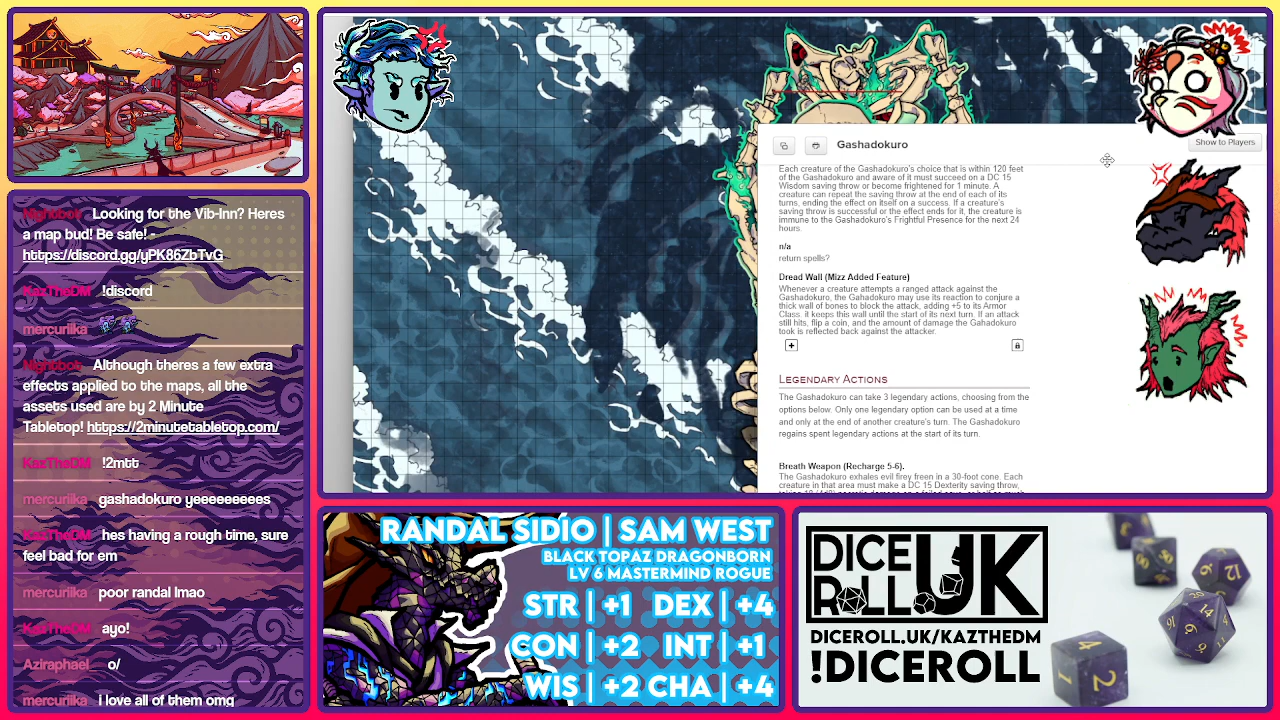 Nightbot Looking for the Vib-Inn? Heres
a map bud! Be safe! -
https://discord.gg/yPK86ZbTvG
KazTheDM !discord
mercuriika
Nightbot Although theres a few extra
effects applied to the maps, all the
assets used are by 2 Minute
Tabletop! https://2minutetabletop.com/
KazTheDM !2mtt
mercuriika gashadokuro yeeeeeeeees
KazTheDM hes having a rough time, sure
feel bad for em
mercuriika poor randal lmao
KazTheDM ayo!
Aziraphael o/
mercuriika I love all of them omg
Gashadokuro
Show to Players
Each creature of the Gashadokuro's choice that is within 120 feet
of the Gashadokuro and aware of it must succeed on a DC 15
Wisdom saving throw or become frightened for 1 minute. A
creature can repeat the saving throw at the end of each of its
turns, ending the effect on itself on a success. If a creature's
saving throw is successful or the effect ends for it, the creature is
immune to the Gashadokuro's Frightful Presence for the next 24
hours.
n/a
return spells?
Dread Wall (Mizz Added Feature)
Whenever a creature attempts a ranged attack against the
Gashadokuro, the Gahadokuro may use its reaction to conjure a
thick wall of bones to block the attack, adding +5 to its Armor
Class. it keeps this wall until the start of its next turn. If an attack
still hits, flip a coin, and the amount of damage the Gahadokuro
took is reflected back against the attacker.
LEGENDARY ACTIONS
The Gashadokuro can take 3 legendary actions, choosing from the
options below. Only one legendary option can be used at a time
and only at the end of another creature's turn. The Gashadokuro
regains spent legendary actions at the start of its turn.
Breath Weapon (Recharge 5-6).
The Gashadokuro exhales evil firey freen in a 30-foot cone. Each
creature in that area must make a DC 15 Dexterity saving throw,
RANDAL SIDIO | SAM WEST
BLACK TOPAZ DRAGONBORN
LV 6 MASTERMIND ROGUE
STR | +1 DEX | +4
CON | +2 INT | +1
WIS | +2 CHA | +4
DICE
ROLL UK
DICEROLL.UK/KAZTHEDM
!DICEROLL